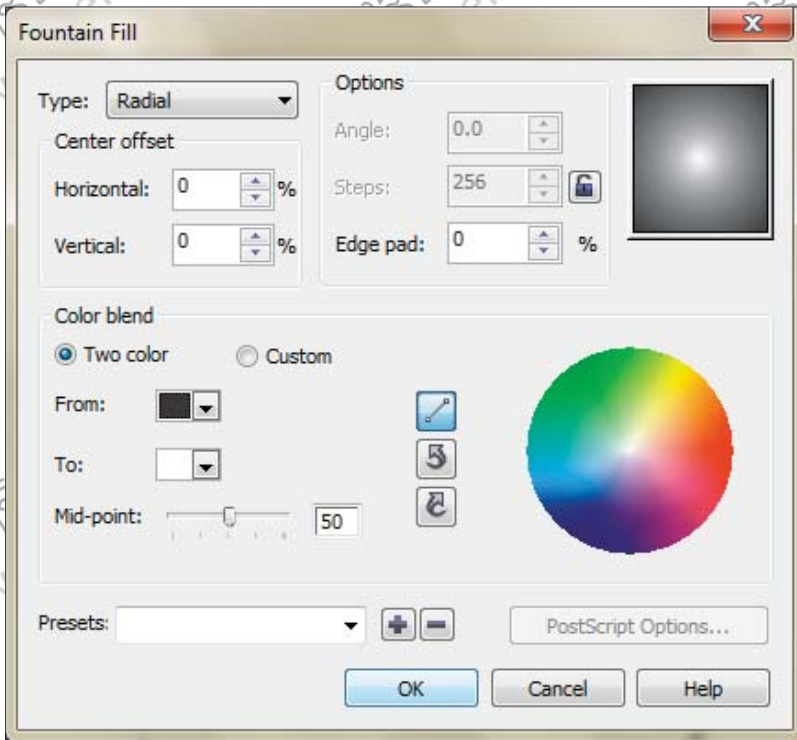 Fountain Fill
Type: Radial
Center offset
Horizontal: 0 %
Vertical: 0 %
Options
Angle: 0.0
Steps: 256
Edge pad: 0 %
Color blend
Two color Custom
From:
To:
Mid-point: 50
Presets:
PostScript Options...
OK Cancel Help